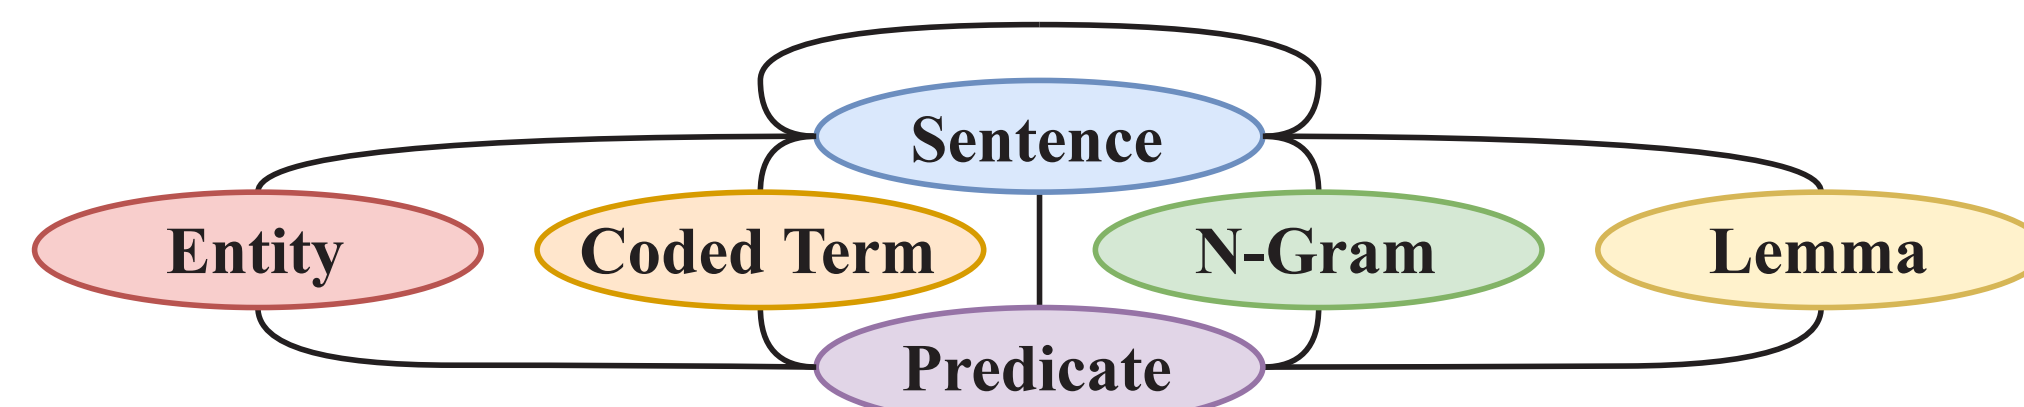 Sentence
Entity
Coded Term
N-Gram
Lemma
Predicate